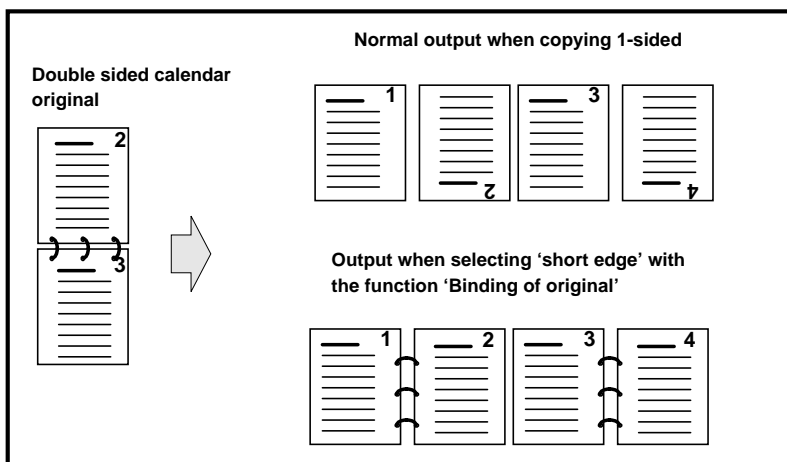 Normal output when copying 1-sided
Double sided calendar
original
1
2
3
4
2
3
Output when selecting ‘short edge’ with
the function ‘Binding of original’
1
2
3
4